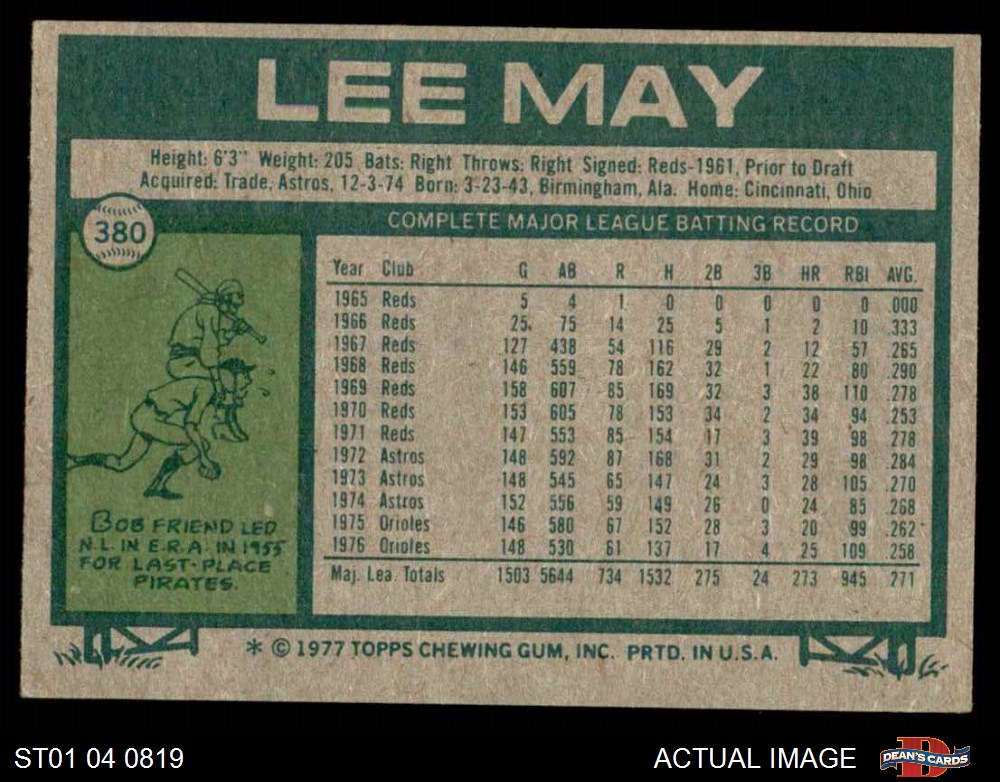 LEE MAY
Height: 6'3" Weight: 205 Bats: Right Throws: Right Signed: Reds-1961, Prior to Draft
Acquired: Trade, Astros, 12-3-74 Born: 3-23-43, Birmingham, Ala. Home: Cincinnati, Ohio
380
COMPLETE MAJOR LEAGUE BATTING RECORD
Year Club G AB R H 2B 3B HR RBI AVG.
1965 Reds 5 4 1 0 0 0 0 0 .000
1966 Reds 25 75 14 25 5 1 2 10 .333
1967 Reds 127 438 54 116 29 2 12 57 .265
1968 Reds 146 559 78 162 32 1 22 80 .290
1969 Reds 158 607 85 169 32 3 38 110 .278
1970 Reds 153 605 78 153 34 2 34 94 .253
1971 Reds 147 553 85 154 17 3 39 98 .278
1972 Astros 148 592 87 168 31 2 29 98 .284
1973 Astros 148 545 65 147 24 3 28 105 .270
1974 Astros 152 556 59 149 26 0 24 85 .268
1975 Orioles 146 580 67 152 28 3 20 99 .262
1976 Orioles 148 530 61 137 17 4 25 109 .258
Maj. Lea. Totals 1503 5644 734 1532 275 24 273 945 .271
BOB FRIEND LED
N.L. IN E.R.A. IN 1955
FOR LAST-PLACE
PIRATES.
* © 1977 TOPPS CHEWING GUM, INC. PRTD. IN U.S.A.
ST01 04 0819
ACTUAL IMAGE
D
DEAN'S CARDS